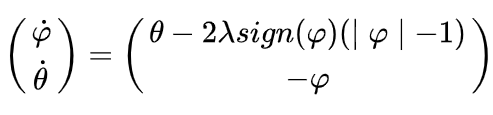 (φ̇ θ̇) = (θ − 2λsign(φ)(| φ | −1) −φ)